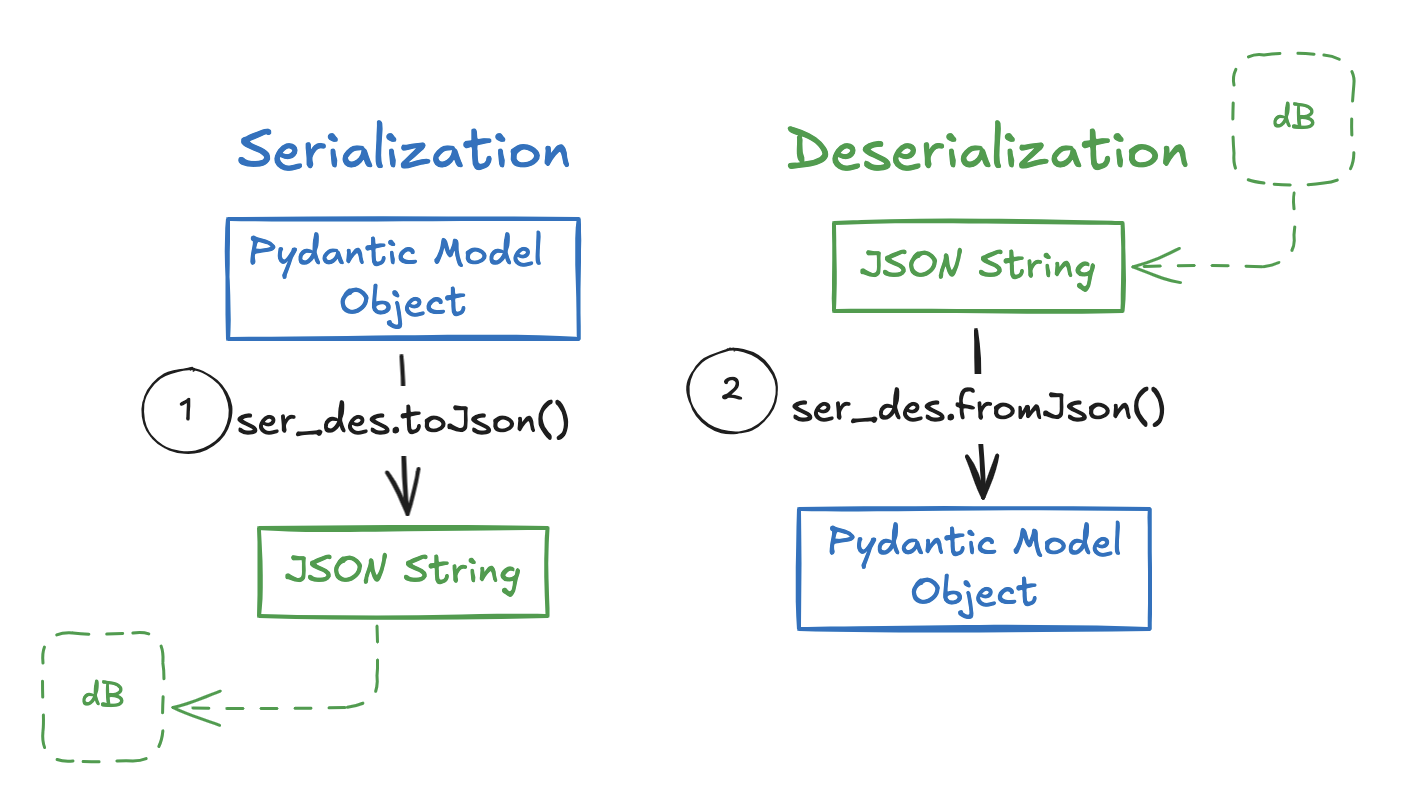 Serialization
Pydantic Model
Object
1
ser_des.toJson()
JSON String
dB
Deserialization
dB
JSON String
2
ser_des.fromJson()
Pydantic Model
Object